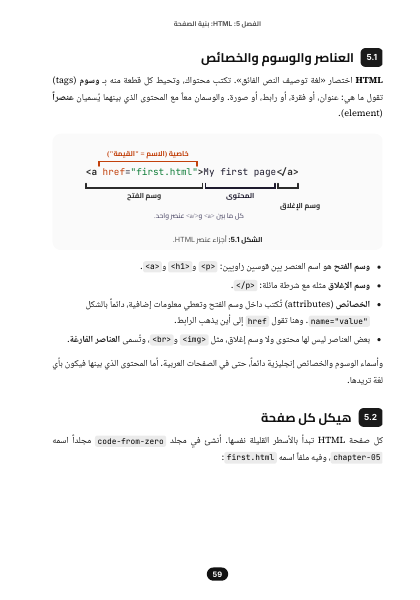 الفصل 5: HTML: بنية الصفحة
5.1 العناصر والوسوم والخصائص
HTML اختصار «لغة توصيف النص الفائق». تكتب محتواك، وتحيط كل قطعة منه بـ وسوم (tags)
تقول ما هي: عنوان، أو فقرة، أو رابط، أو صورة. والوسمان معاً مع المحتوى الذي بينهما يُسميان عنصراً
(element).
خاصية (الاسم = "القيمة")
<a href="first.html">My first page</a>
وسم الفتح
المحتوى
وسم الإغلاق
كل ما بين <a> و</a> عنصر واحد.
الشكل 5.1: أجزاء عنصر HTML.
• وسم الفتح هو اسم العنصر بين قوسين زاويين: <p> و <h1> و <a>.
• وسم الإغلاق مثله مع شرطة مائلة: </p>.
• الخصائص (attributes) تُكتب داخل وسم الفتح وتعطي معلومات إضافية، دائماً بالشكل
name="value". وهنا تقول href إلى أين يذهب الرابط.
• بعض العناصر ليس لها محتوى ولا وسم إغلاق، مثل <img> و <br>، وتُسمى العناصر الفارغة.
وأسماء الوسوم والخصائص إنجليزية دائماً، حتى في الصفحات العربية. أما المحتوى الذي بينها فيكون بأي
لغة تريدها.
5.2 هيكل كل صفحة
كل صفحة HTML تبدأ بالأسطر القليلة نفسها. أنشئ في مجلد code-from-zero مجلداً اسمه
chapter-05، وفيه ملفاً اسمه first.html:
59